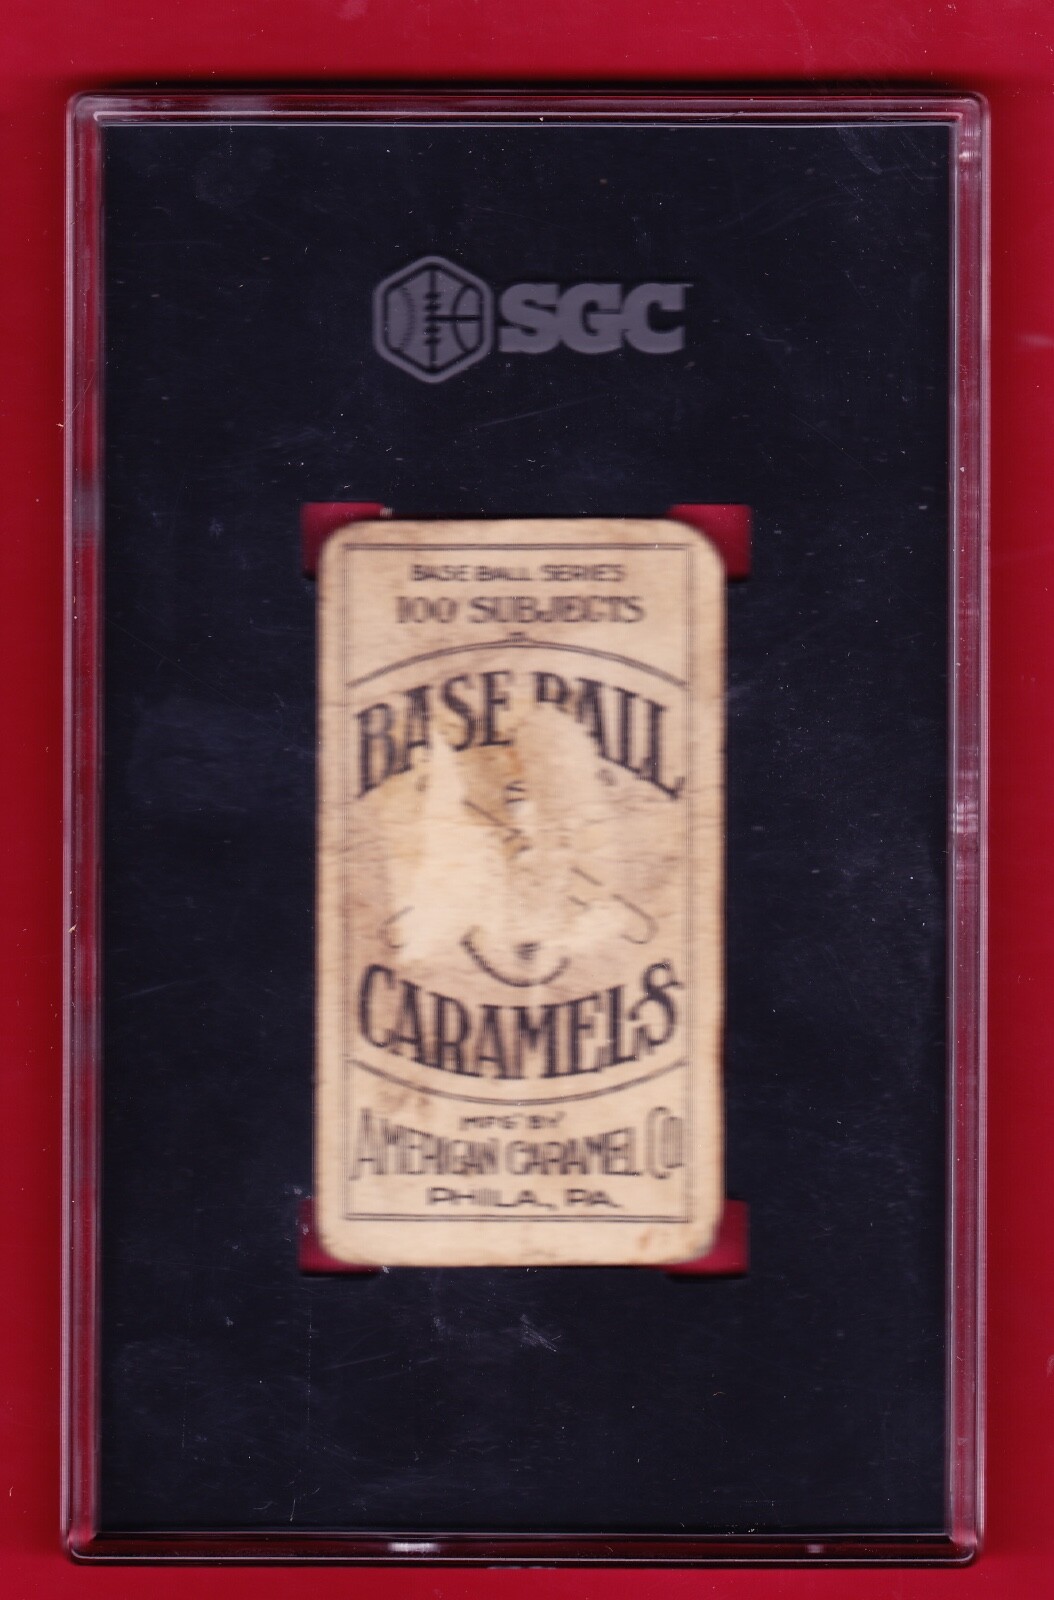 SGC
BASE BALL SERIES
100 SUBJECTS
BASE BALL
CARAMELS
MFG BY
AMERICAN CARAMEL CO
PHILA., PA.